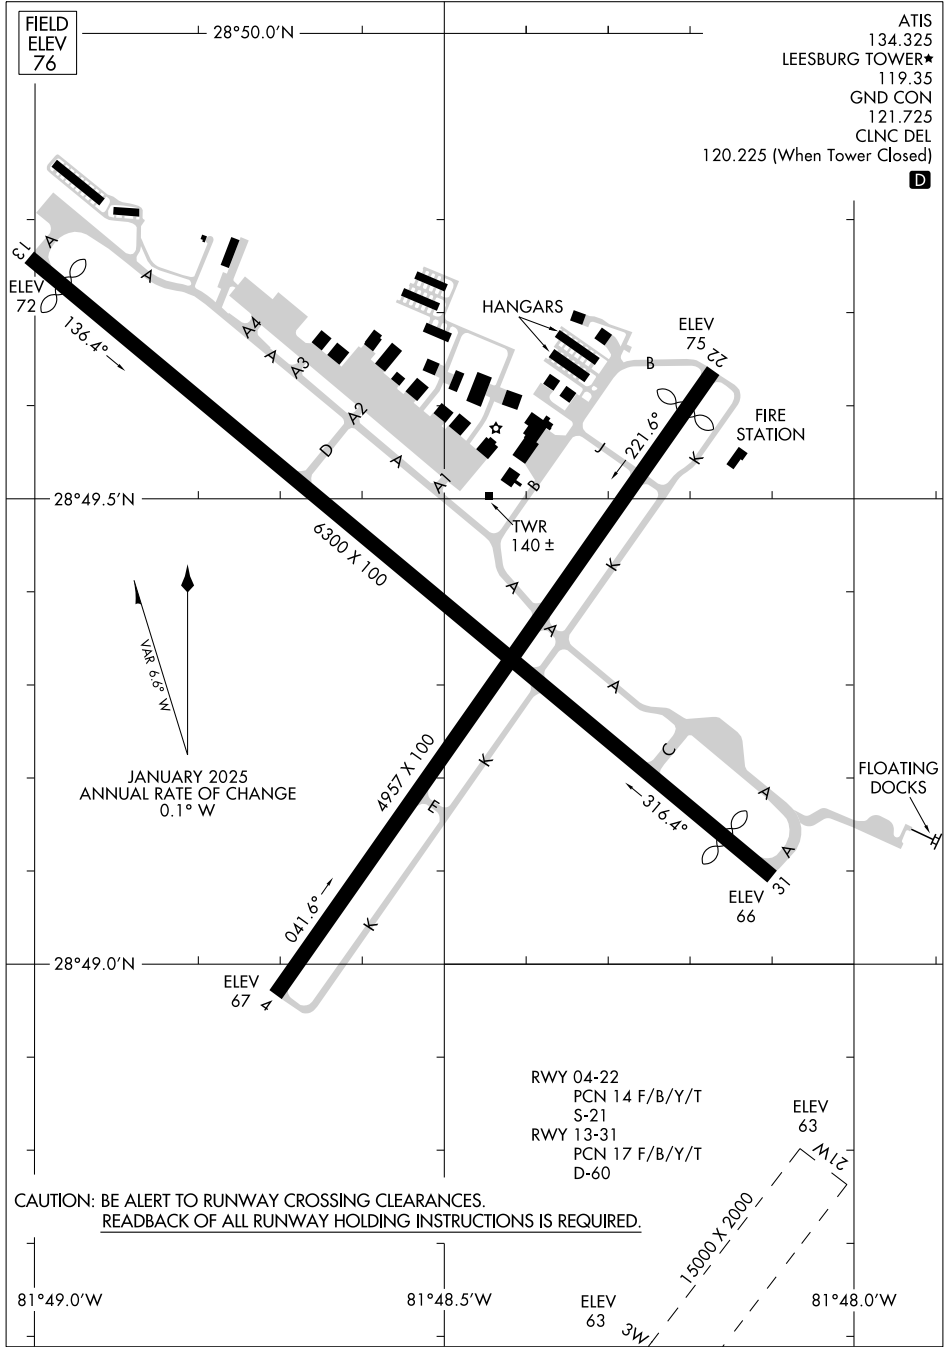 FIELD
ELEV
76
28°50.0'N
ATIS
134.325
LEESBURG TOWER★
119.35
GND CON
121.725
CLNC DEL
120.225 (When Tower Closed)
D
13
A
ELEV
72
A
136.4°
A4
A
A3
A2
D
A
A1
HANGARS
ELEV
75
22
B
221.6°
J
K
FIRE
STATION
B
28°49.5'N
TWR
140 ±
6300 X 100
K
A
A
A
VAR 6.6° W
JANUARY 2025
ANNUAL RATE OF CHANGE
0.1° W
4957 X 100
K
E
C
A
316.4°
FLOATING
DOCKS
A
31
ELEV
66
041.6°
K
28°49.0'N
ELEV
67
4
RWY 04-22
PCN 14 F/B/Y/T
S-21
RWY 13-31
PCN 17 F/B/Y/T
D-60
ELEV
63
21W
15000 X 2000
CAUTION: BE ALERT TO RUNWAY CROSSING CLEARANCES.
READBACK OF ALL RUNWAY HOLDING INSTRUCTIONS IS REQUIRED.
81°49.0'W
81°48.5'W
81°48.0'W
ELEV
63
3W